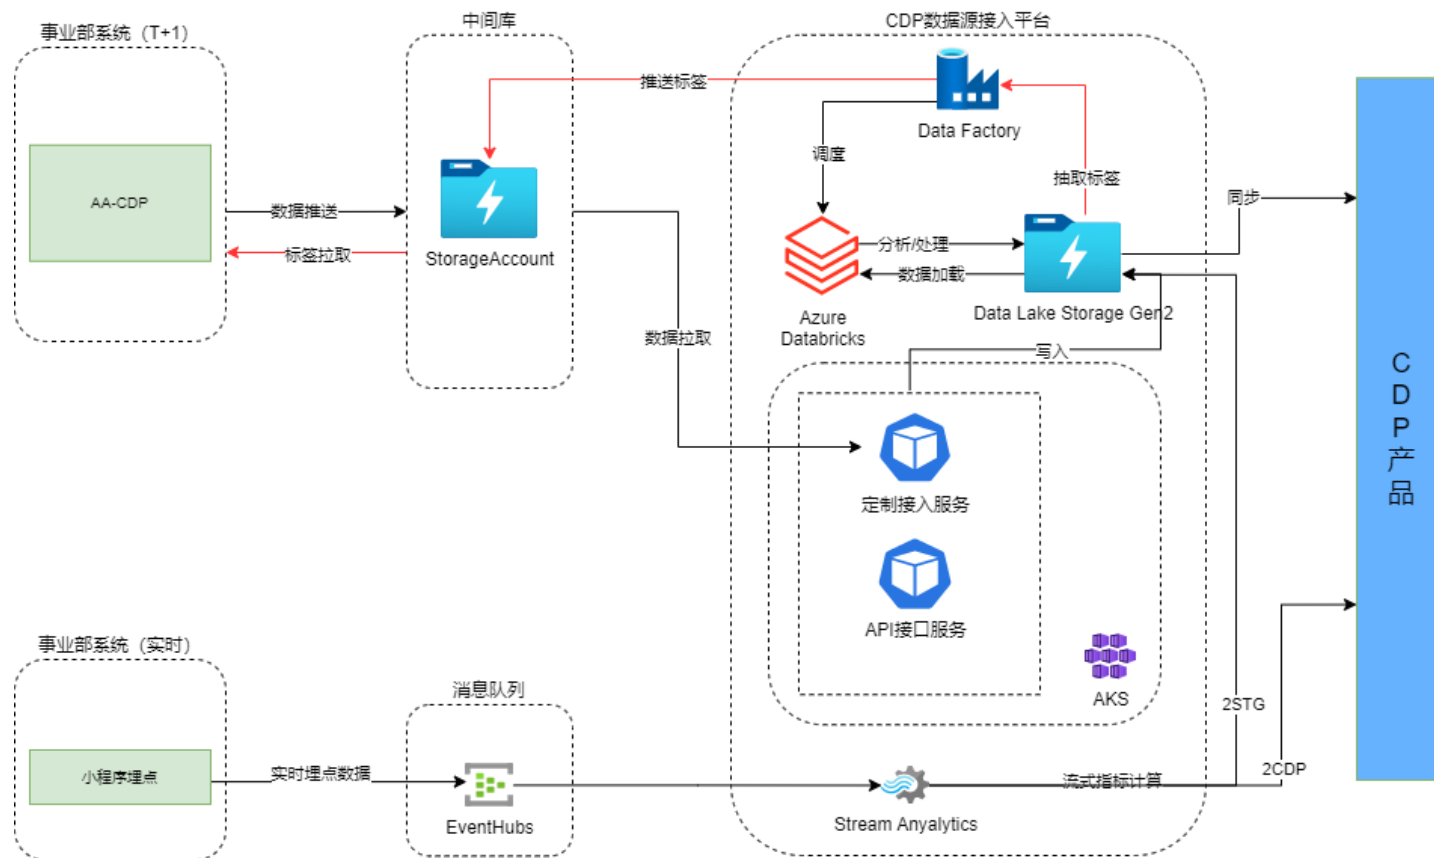 事业部系统（T+1）
中间库
CDP数据源接入平台
推送标签
Data Factory
调度
AA-CDP
抽取标签
数据推送
同步
分析/处理
标签拉取
StorageAccount
数据加载
Data Lake Storage Gen2
Azure
Databricks
数据拉取
写入
C
D
P
产
品
定制接入服务
API接口服务
事业部系统（实时）
AKS
消息队列
2STG
小程序埋点
实时埋点数据
流式指标计算
2CDP
EventHubs
Stream Anyalytics